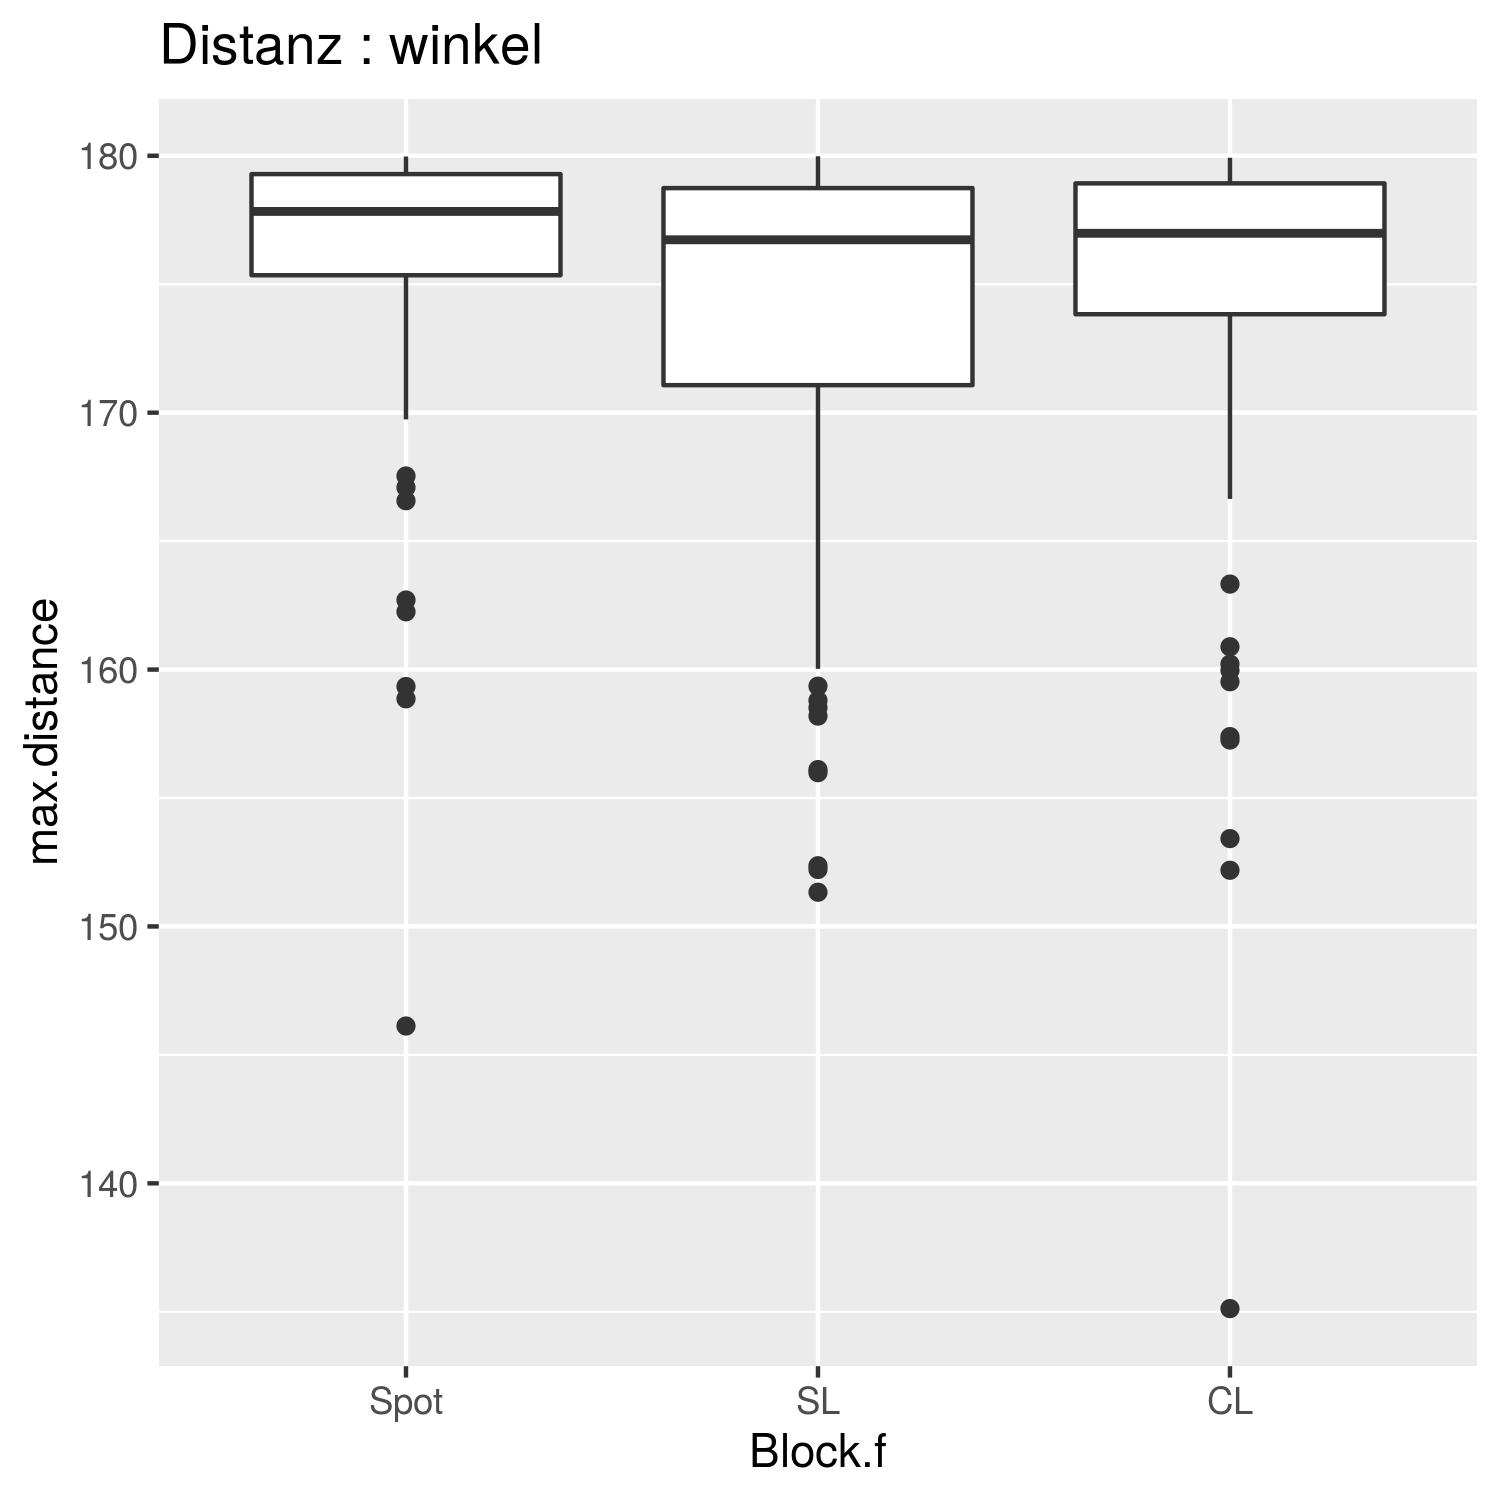 Distanz : winkel
180
170
160
150
140
max.distance
Spot SL CL
Block.f